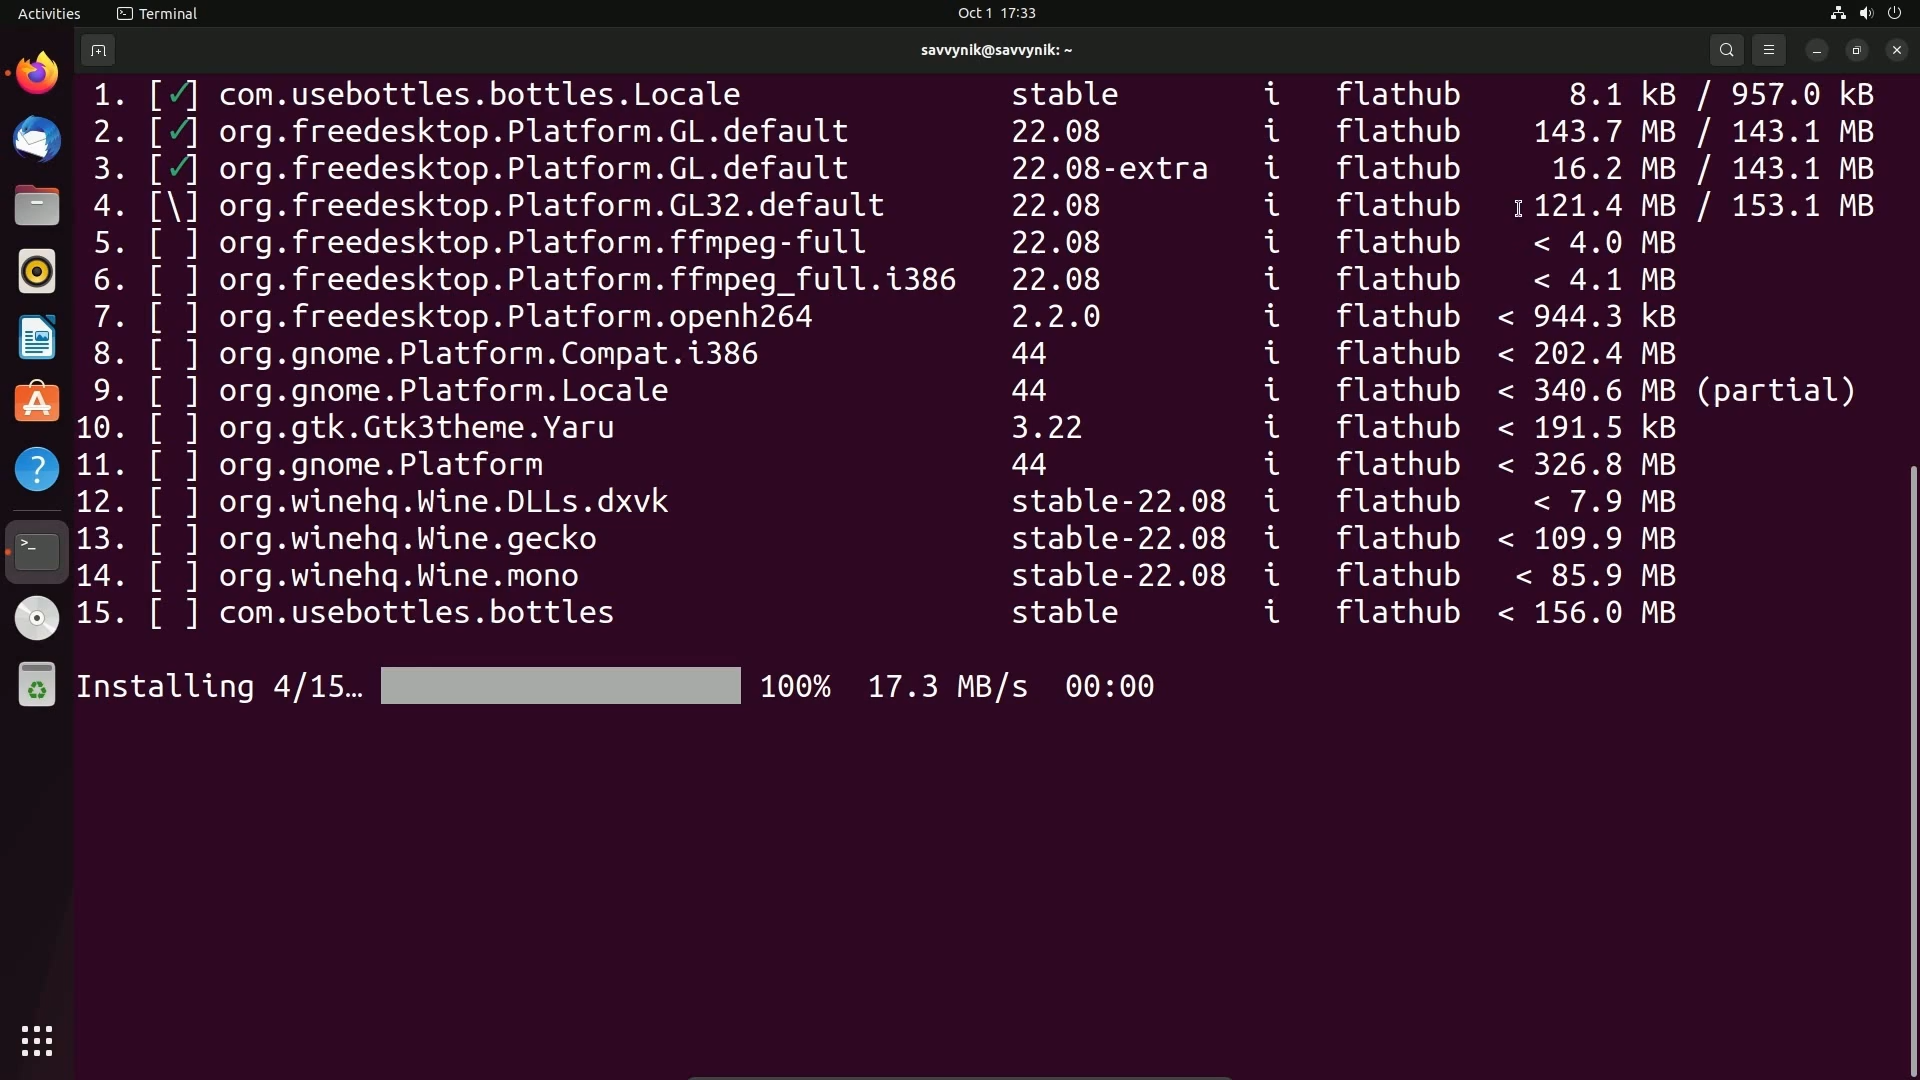 Activities Terminal Oct 1 17:33
savvynik@savvynik: ~
1. [✓] com.usebottles.bottles.Locale stable i flathub 8.1 kB / 957.0 kB
2. [✓] org.freedesktop.Platform.GL.default 22.08 i flathub 143.7 MB / 143.1 MB
3. [✓] org.freedesktop.Platform.GL.default 22.08-extra i flathub 16.2 MB / 143.1 MB
4. [\] org.freedesktop.Platform.GL32.default 22.08 i flathub 121.4 MB / 153.1 MB
5. [ ] org.freedesktop.Platform.ffmpeg-full 22.08 i flathub < 4.0 MB
6. [ ] org.freedesktop.Platform.ffmpeg_full.i386 22.08 i flathub < 4.1 MB
7. [ ] org.freedesktop.Platform.openh264 2.2.0 i flathub < 944.3 kB
8. [ ] org.gnome.Platform.Compat.i386 44 i flathub < 202.4 MB
9. [ ] org.gnome.Platform.Locale 44 i flathub < 340.6 MB (partial)
10. [ ] org.gtk.Gtk3theme.Yaru 3.22 i flathub < 191.5 kB
11. [ ] org.gnome.Platform 44 i flathub < 326.8 MB
12. [ ] org.winehq.Wine.DLLs.dxvk stable-22.08 i flathub < 7.9 MB
13. [ ] org.winehq.Wine.gecko stable-22.08 i flathub < 109.9 MB
14. [ ] org.winehq.Wine.mono stable-22.08 i flathub < 85.9 MB
15. [ ] com.usebottles.bottles stable i flathub < 156.0 MB
Installing 4/15… 100% 17.3 MB/s 00:00